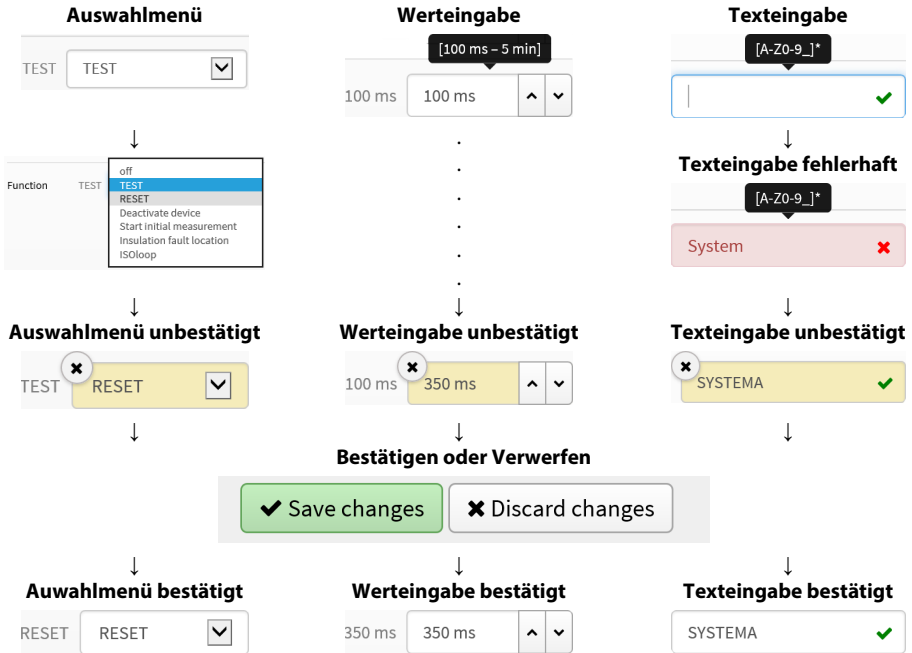 Auswahlmenü Werteingabe Texteingabe
[100 ms – 5 min] [A-Z0-9_]*
TEST TEST 100 ms 100 ms
Texteingabe fehlerhaft
[A-Z0-9_]*
Function TEST
off
TEST
RESET
Deactivate device
Start initial measurement
Insulation fault location
ISOloop
System
Auswahlmenü unbestätigt Werteingabe unbestätigt Texteingabe unbestätigt
TEST RESET 100 ms 350 ms SYSTEMA
Bestätigen oder Verwerfen
Save changes Discard changes
Auwahlmenü bestätigt Werteingabe bestätigt Texteingabe bestätigt
RESET RESET 350 ms 350 ms SYSTEMA